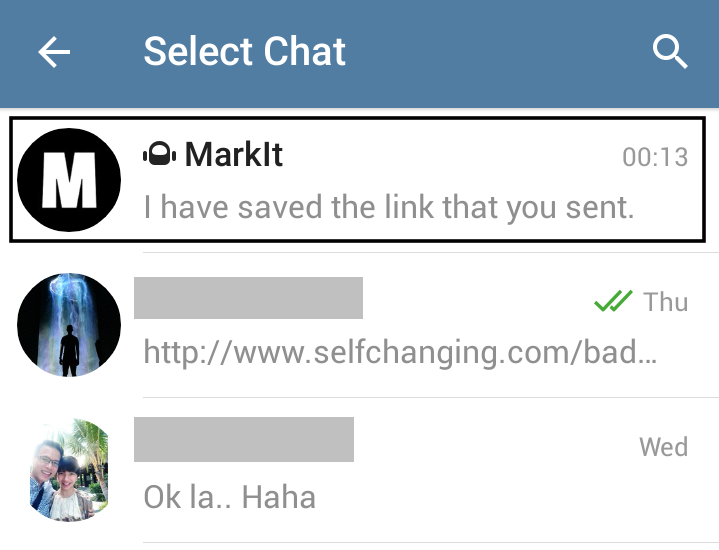 Select Chat
M
MarkIt
00:13
I have saved the link that you sent.
Thu
http://www.selfchanging.com/bad...
Wed
Ok la.. Haha